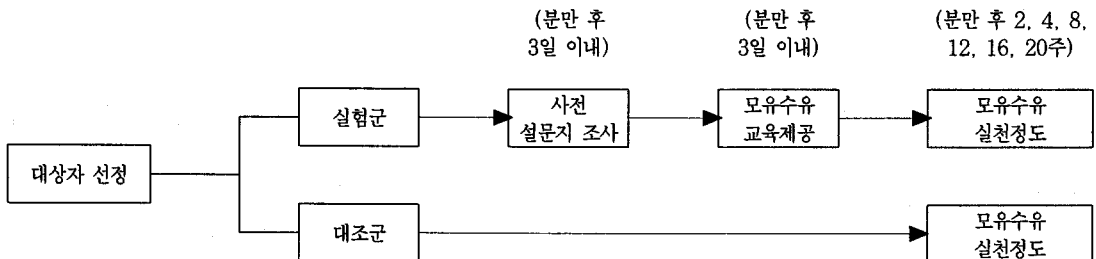 (분만 후
3일 이내)
(분만 후
3일 이내)
(분만 후 2, 4, 8,
12, 16, 20주)
실험군
사전
설문지 조사
모유수유
교육제공
모유수유
실천정도
대상자 선정
대조군
모유수유
실천정도